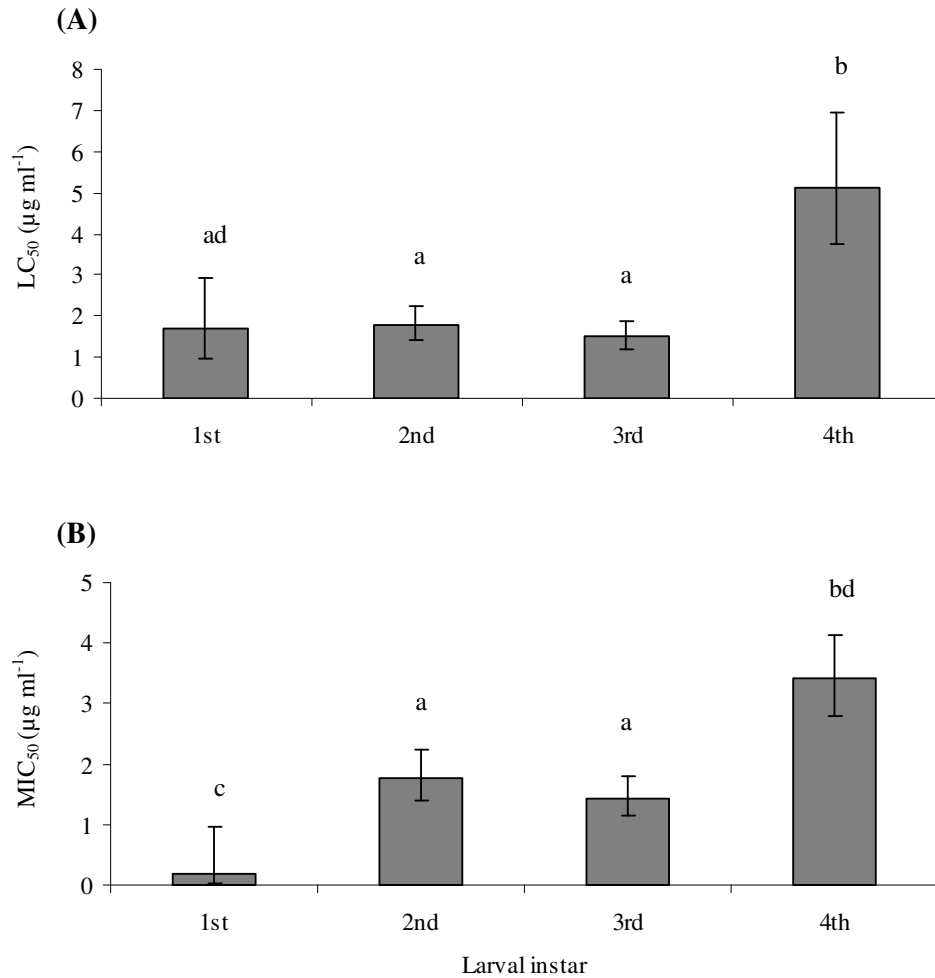 (A)
LC50 (µg ml-1)
8
7
6
5
4
3
2
1
0
ad
a
a
b
1st 2nd 3rd 4th
(B)
MIC50 (µg ml-1)
5
4
3
2
1
0
c
a
a
bd
1st 2nd 3rd 4th
Larval instar